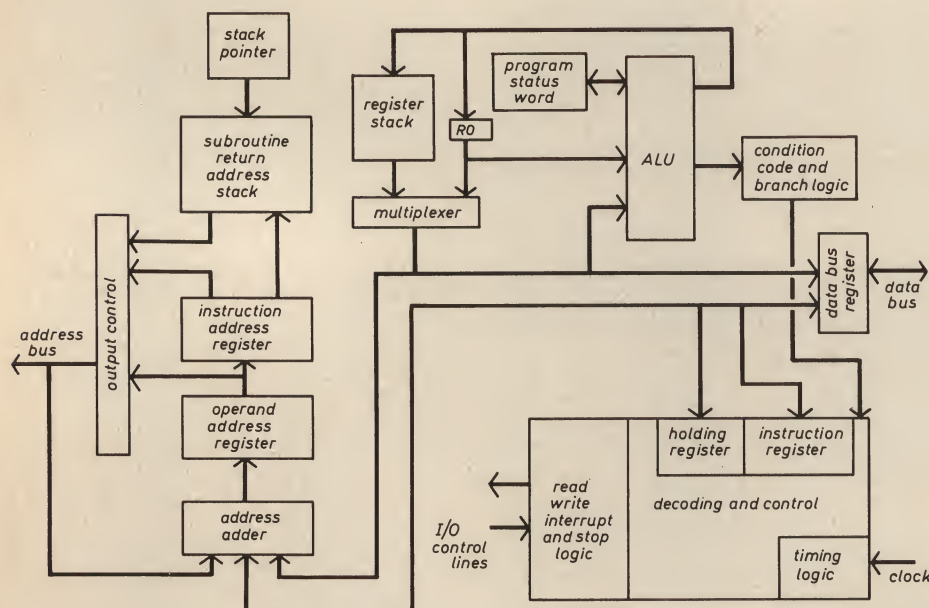 stack
pointer
subroutine
return
address
stack
output control
address
bus
instruction
address
register
operand
address
register
address
adder
register
stack
RO
multiplexer
program
status
word
ALU
condition
code and
branch logic
data bus
register
data
bus
holding
register
instruction
register
read
write
interrupt
and stop
logic
decoding and control
I/O
control
lines
timing
logic
clock